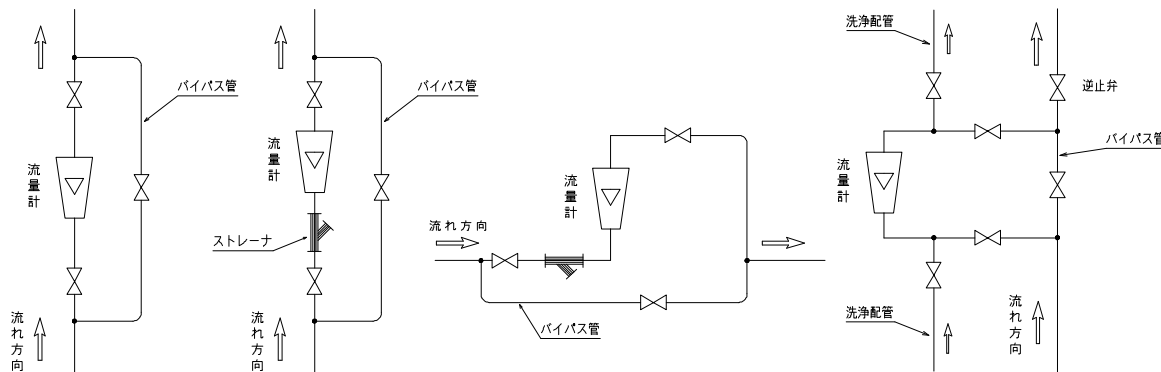 バイパス管
流量計
流れ方向
バイパス管
流量計
ストレーナ
流れ方向
流量計
流れ方向
バイパス管
洗浄配管
逆止弁
バイパス管
流量計
洗浄配管
流れ方向